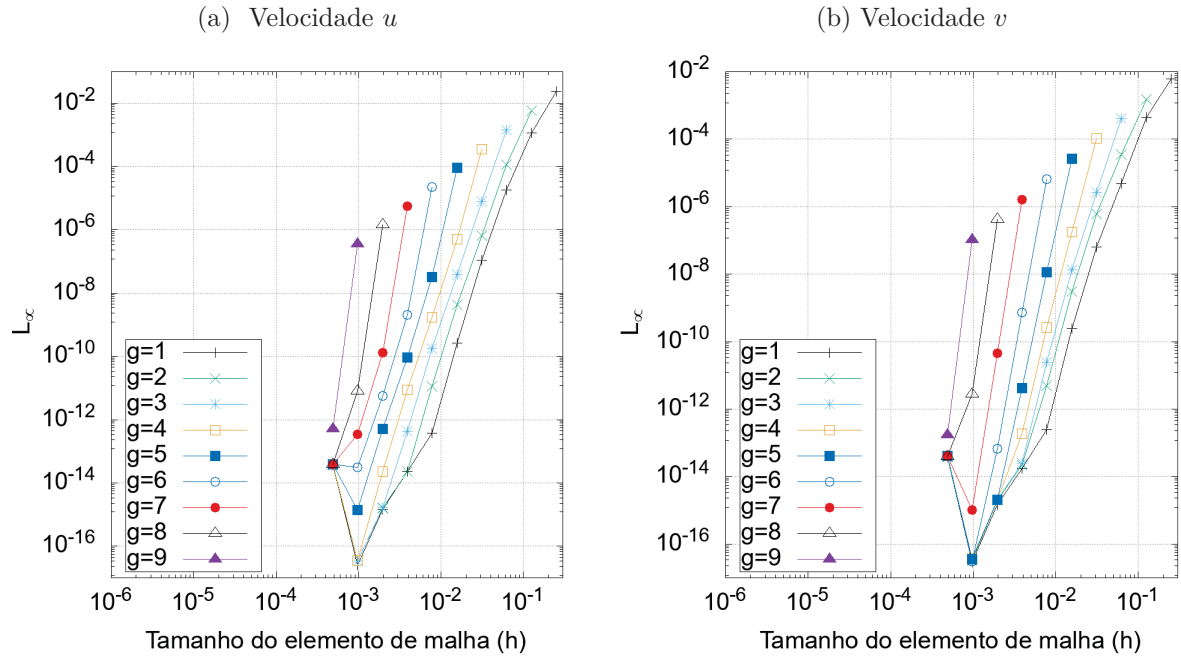 (a) Velocidade u
10^-2
10^-4
10^-6
10^-8
10^-10
10^-12
10^-14
10^-16
L∝
g=1
g=2
g=3
g=4
g=5
g=6
g=7
g=8
g=9
10^-6 10^-5 10^-4 10^-3 10^-2 10^-1
Tamanho do elemento de malha (h)
(b) Velocidade v
10^-2
10^-4
10^-6
10^-8
10^-10
10^-12
10^-14
10^-16
L∝
g=1
g=2
g=3
g=4
g=5
g=6
g=7
g=8
g=9
10^-6 10^-5 10^-4 10^-3 10^-2 10^-1
Tamanho do elemento de malha (h)